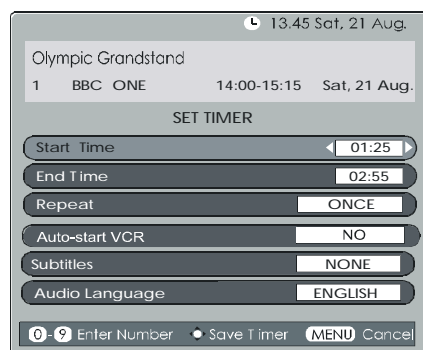 13.45 Sat, 21 Aug.
Olympic Grandstand
1 BBC ONE 14:00-15:15 Sat, 21 Aug.
SET TIMER
Start Time 01:25
End Time 02:55
Repeat ONCE
Auto-start VCR NO
Subtitles NONE
Audio Language ENGLISH
0-9 Enter Number Save Timer MENU Cancel